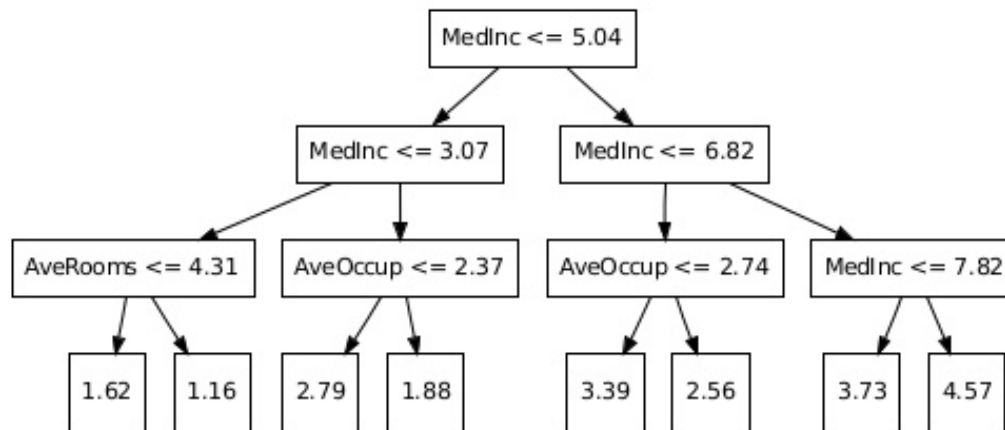 MedInc <= 5.04
MedInc <= 3.07
MedInc <= 6.82
AveRooms <= 4.31
AveOccup <= 2.37
AveOccup <= 2.74
MedInc <= 7.82
1.62
1.16
2.79
1.88
3.39
2.56
3.73
4.57